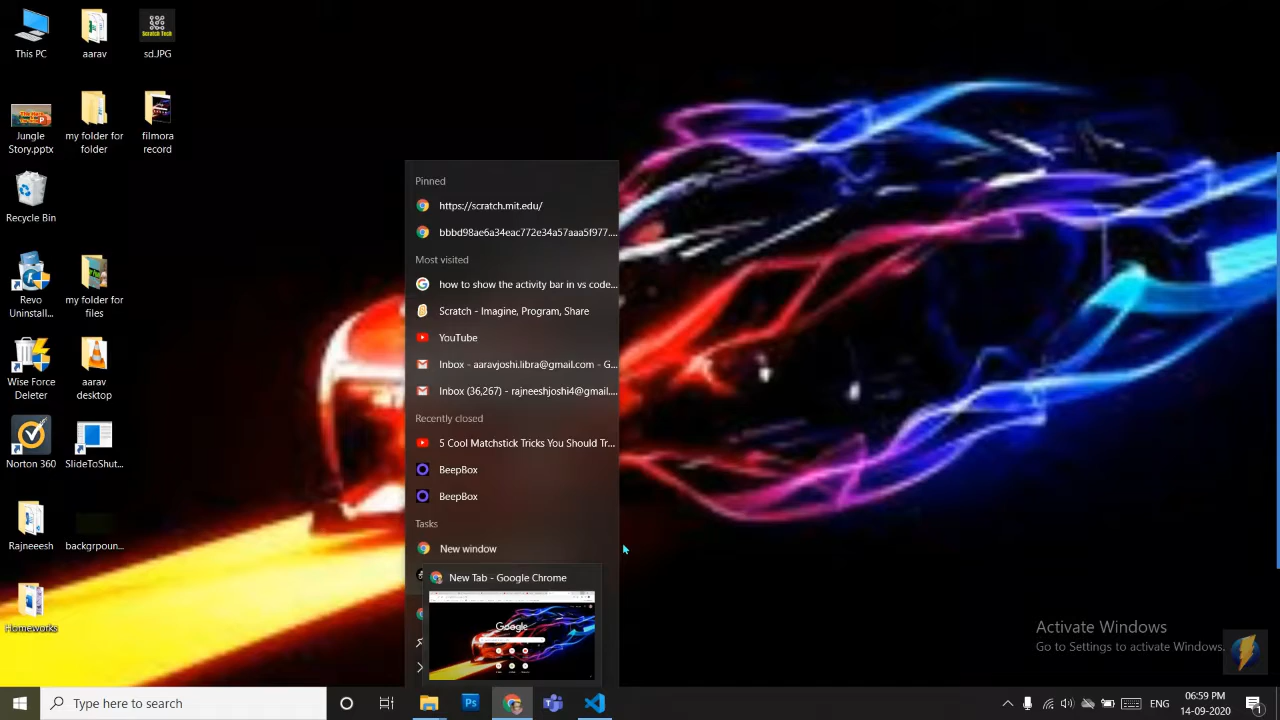 This PC
aarav
Scratch Tech
sd.JPG
Jungle
Story.pptx
my folder for
folder
filmora
record
Recycle Bin
Revo
Uninstall...
my folder for
files
Wise Force
Deleter
aarav
desktop
Norton 360
SlideToShut...
Rajneeesh
backgrpoun...
Homeworks
Pinned
https://scratch.mit.edu/
bbbd98ae6a34eac772e34a57aaa5f977....
Most visited
how to show the activity bar in vs code...
Scratch - Imagine, Program, Share
YouTube
Inbox - aaravjoshi.libra@gmail.com - G...
Inbox (36,267) - rajneeshjoshi4@gmail....
Recently closed
5 Cool Matchstick Tricks You Should Tr...
BeepBox
BeepBox
Tasks
New window
New Tab - Google Chrome
Google
Activate Windows
Go to Settings to activate Windows.
Type here to search
Ps
ENG
06:59 PM
14-09-2020
1